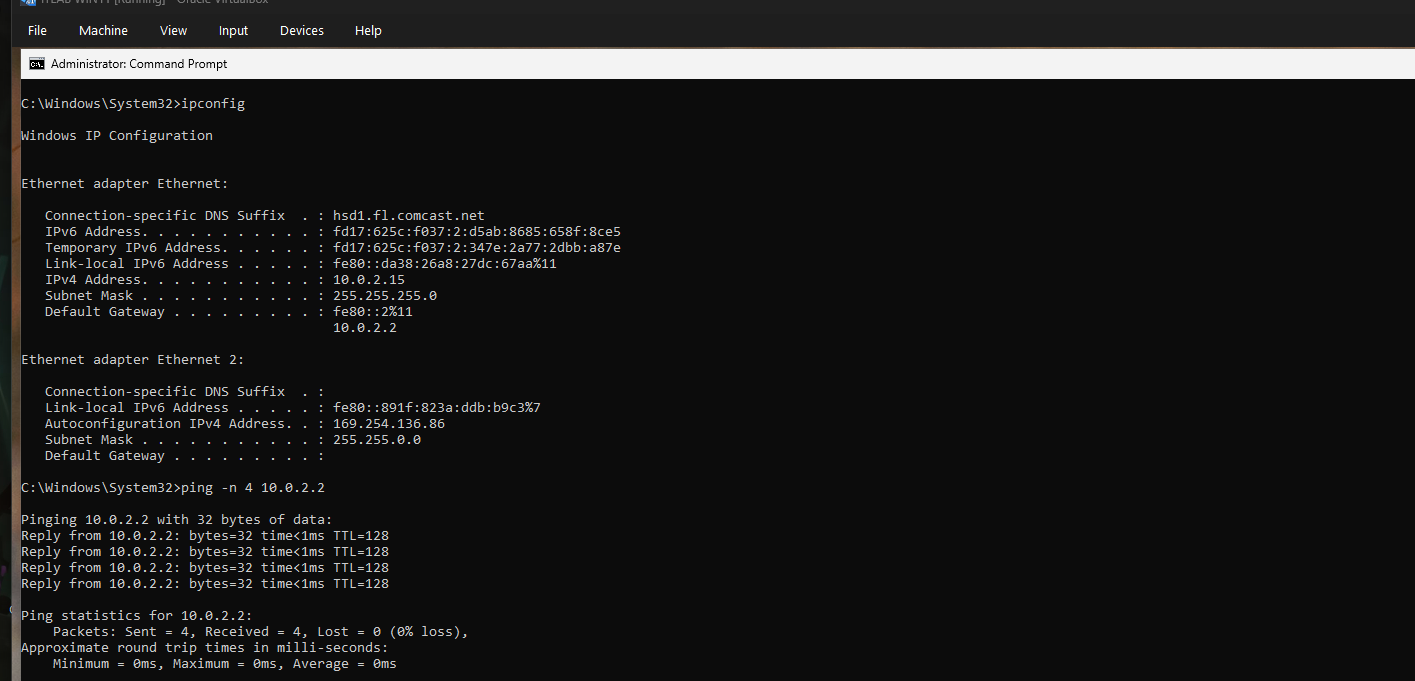 File Machine View Input Devices Help
Administrator: Command Prompt
C:\Windows\System32>ipconfig
Windows IP Configuration
Ethernet adapter Ethernet:
Connection-specific DNS Suffix . : hsd1.fl.comcast.net
IPv6 Address. . . . . . . . . . . : fd17:625c:f037:2:d5ab:8685:658f:8ce5
Temporary IPv6 Address. . . . . . : fd17:625c:f037:2:347e:2a77:2dbb:a87e
Link-local IPv6 Address . . . . . : fe80::da38:26a8:27dc:67aa%11
IPv4 Address. . . . . . . . . . . : 10.0.2.15
Subnet Mask . . . . . . . . . . . : 255.255.255.0
Default Gateway . . . . . . . . . : fe80::2%11
10.0.2.2
Ethernet adapter Ethernet 2:
Connection-specific DNS Suffix . :
Link-local IPv6 Address . . . . . : fe80::891f:823a:ddb:b9c3%7
Autoconfiguration IPv4 Address. . : 169.254.136.86
Subnet Mask . . . . . . . . . . . : 255.255.0.0
Default Gateway . . . . . . . . . :
C:\Windows\System32>ping -n 4 10.0.2.2
Pinging 10.0.2.2 with 32 bytes of data:
Reply from 10.0.2.2: bytes=32 time<1ms TTL=128
Reply from 10.0.2.2: bytes=32 time<1ms TTL=128
Reply from 10.0.2.2: bytes=32 time<1ms TTL=128
Reply from 10.0.2.2: bytes=32 time<1ms TTL=128
Ping statistics for 10.0.2.2:
Packets: Sent = 4, Received = 4, Lost = 0 (0% loss),
Approximate round trip times in milli-seconds:
Minimum = 0ms, Maximum = 0ms, Average = 0ms